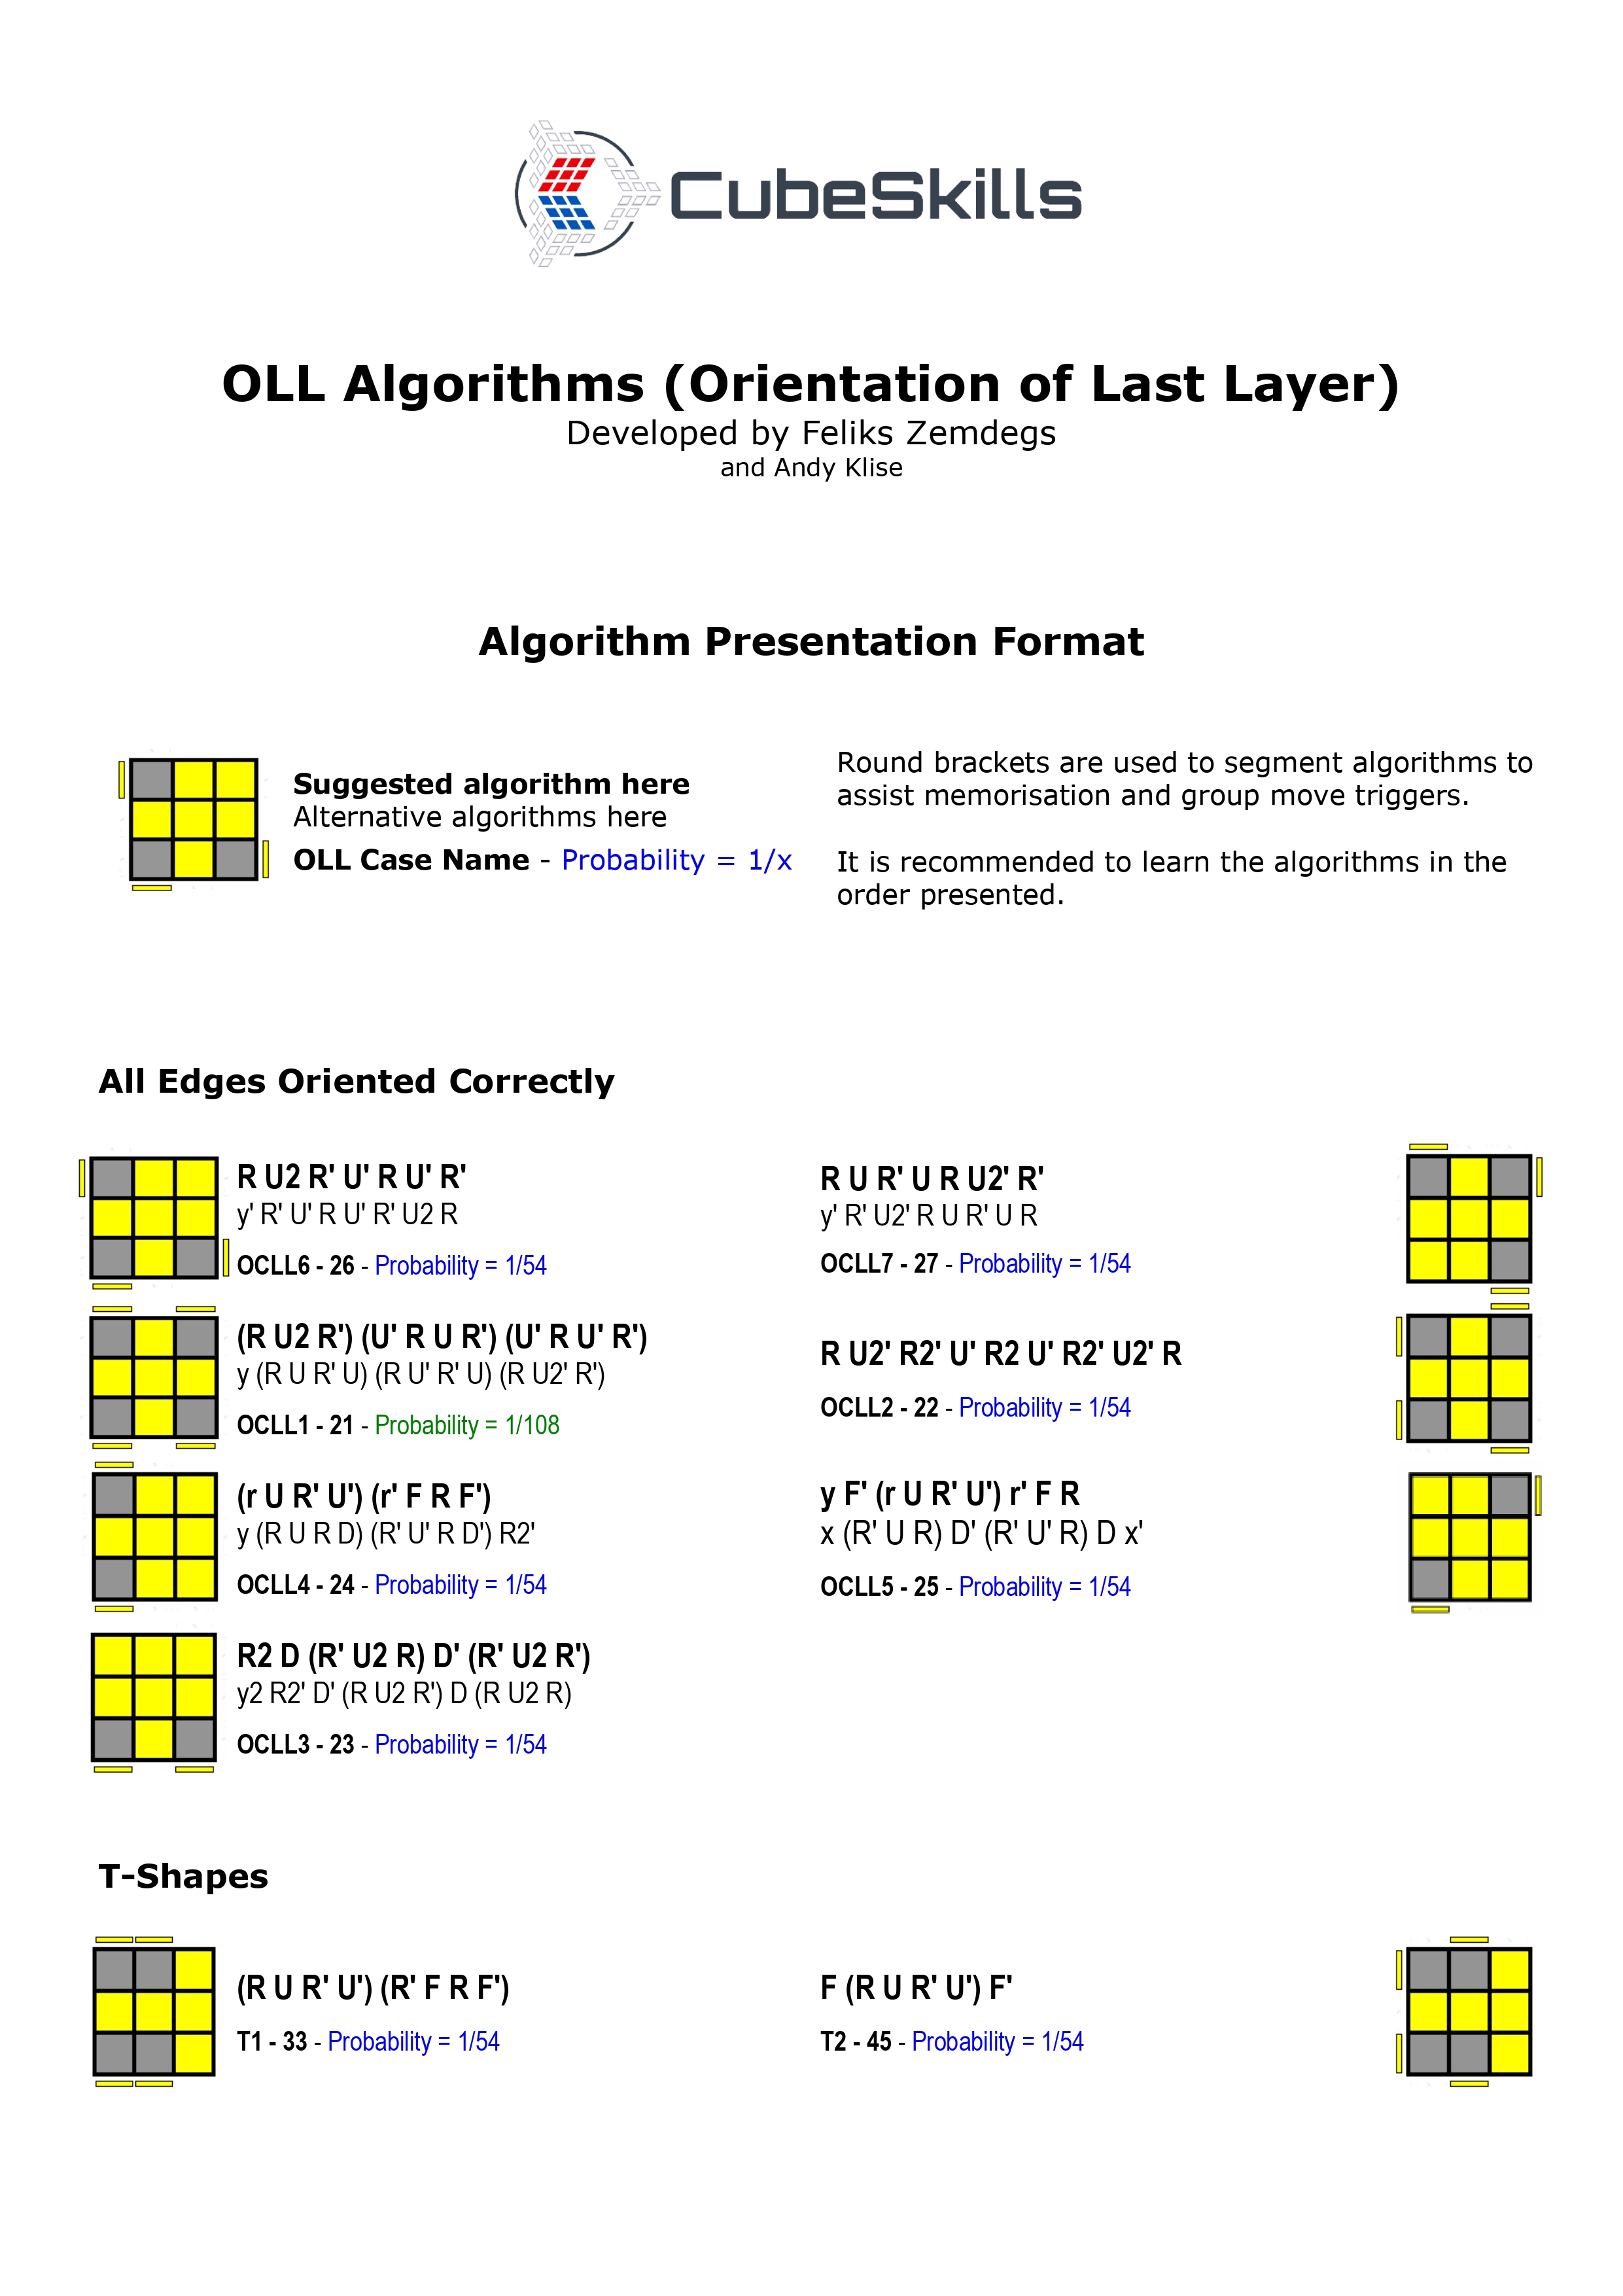 CubeSkills
OLL Algorithms (Orientation of Last Layer)
Developed by Feliks Zemdegs
and Andy Klise
Algorithm Presentation Format
Suggested algorithm here
Alternative algorithms here
OLL Case Name - Probability = 1/x
Round brackets are used to segment algorithms to
assist memorisation and group move triggers.
It is recommended to learn the algorithms in the
order presented.
All Edges Oriented Correctly
R U2 R' U' R U' R'
y' R' U' R U' R' U2 R
OCLL6 - 26 - Probability = 1/54
R U R' U R U2' R'
y' R' U2' R U R' U R
OCLL7 - 27 - Probability = 1/54
(R U2 R') (U' R U R') (U' R U' R')
y (R U R' U) (R U' R' U) (R U2' R')
OCLL1 - 21 - Probability = 1/108
R U2' R2' U' R2 U' R2' U2' R
OCLL2 - 22 - Probability = 1/54
(r U R' U') (r' F R F')
y (R U R D) (R' U' R D') R2'
OCLL4 - 24 - Probability = 1/54
y F' (r U R' U') r' F R
x (R' U R) D' (R' U' R) D x'
OCLL5 - 25 - Probability = 1/54
R2 D (R' U2 R) D' (R' U2 R')
y2 R2' D' (R U2 R') D (R U2 R)
OCLL3 - 23 - Probability = 1/54
T-Shapes
(R U R' U') (R' F R F')
T1 - 33 - Probability = 1/54
F (R U R' U') F'
T2 - 45 - Probability = 1/54